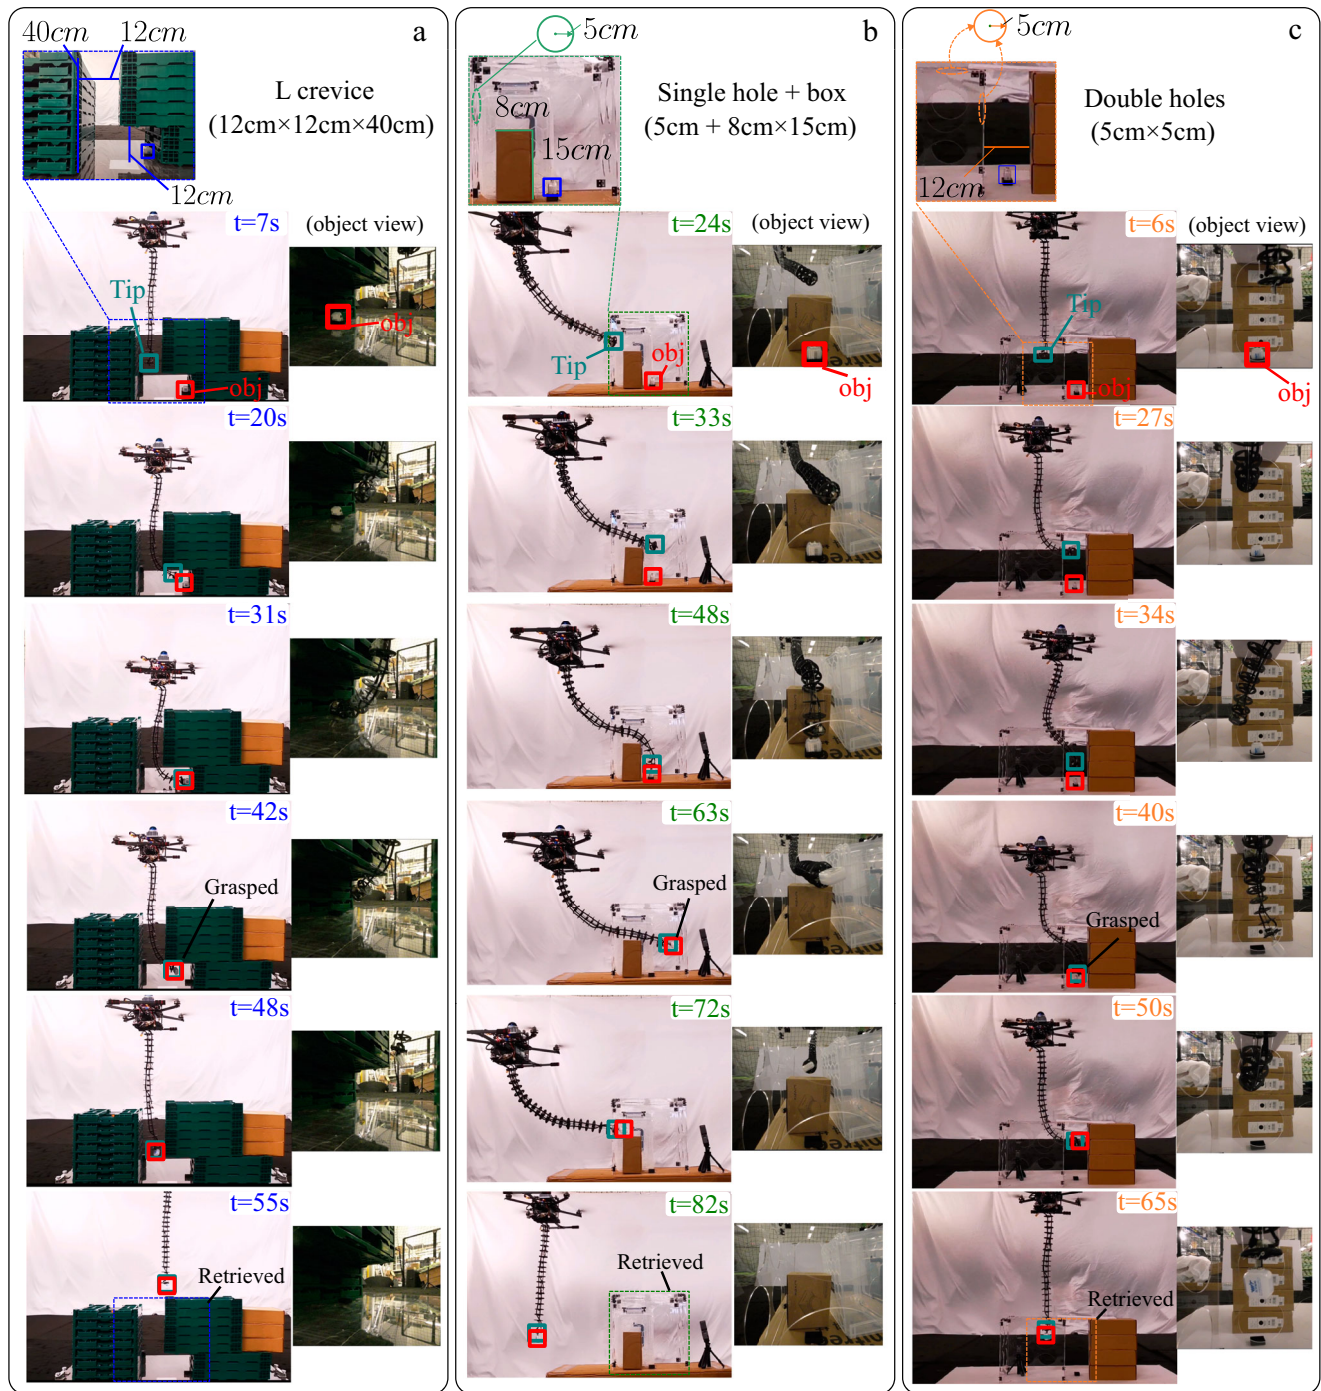 a
40cm
12cm
12cm
L crevice
(12cm×12cm×40cm)
t=7s
(object view)
Tip
obj
obj
t=20s
t=31s
t=42s
Grasped
t=48s
t=55s
Retrieved
b
5cm
8cm
15cm
Single hole + box
(5cm + 8cm×15cm)
t=24s
(object view)
Tip
obj
obj
t=33s
t=48s
t=63s
Grasped
t=72s
t=82s
Retrieved
c
5cm
12cm
Double holes
(5cm×5cm)
t=6s
(object view)
Tip
obj
obj
t=27s
t=34s
t=40s
Grasped
t=50s
t=65s
Retrieved